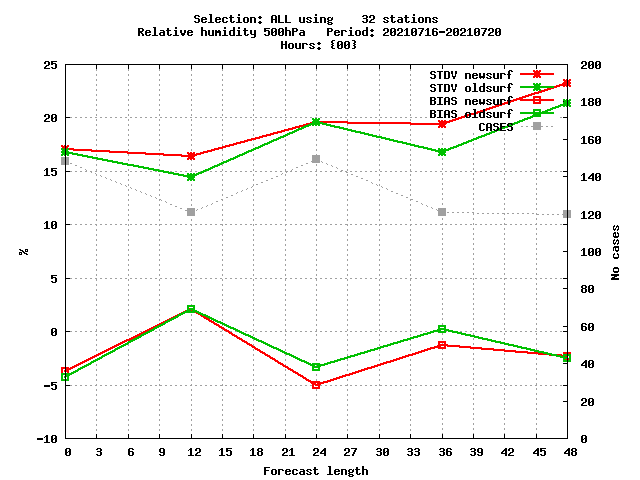 Selection: ALL using    32 stations
Relative humidity 500hPa   Period: 20210716-20210720
Hours: {00}
25 200
STDV newsurf
STDV oldsurf
BIAS newsurf
BIAS oldsurf
CASES
20 180
160
15 140
10 120
% No cases
100
5 80
0 60
-5 40
20
-10 0
0 3 6 9 12 15 18 21 24 27 30 33 36 39 42 45 48
Forecast length